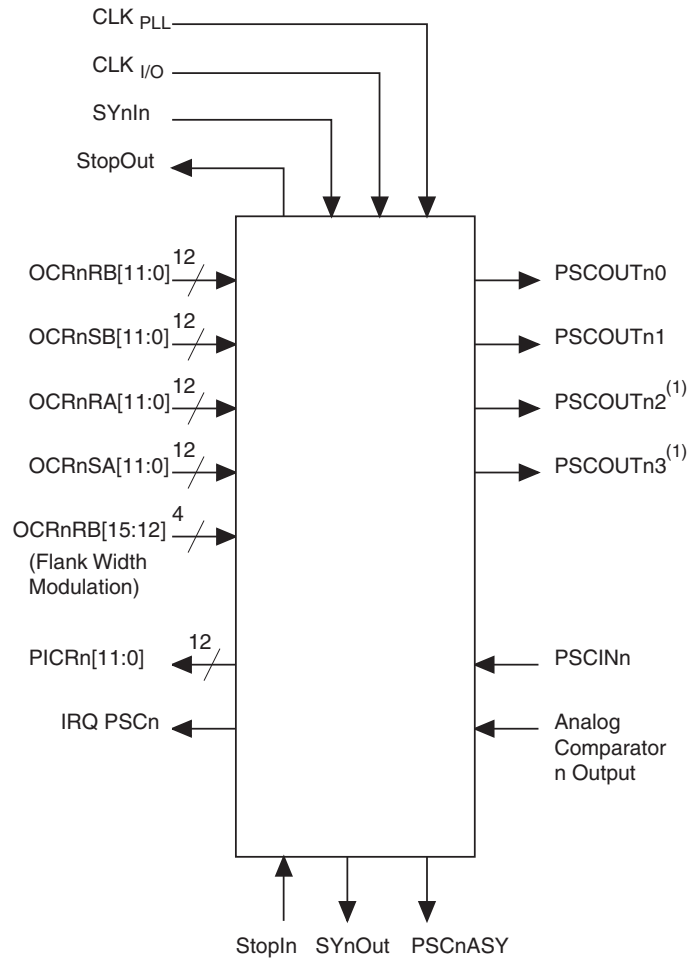 CLK PLL
CLK I/O
SYnIn
StopOut
OCRnRB[11:0] 12
PSCOUTn0
OCRnSB[11:0] 12
PSCOUTn1
OCRnRA[11:0] 12
PSCOUTn2(1)
OCRnSA[11:0] 12
PSCOUTn3(1)
OCRnRB[15:12] 4
(Flank Width
Modulation)
PICRn[11:0] 12
PSCINn
IRQ PSCn
Analog
Comparator
n Output
StopIn
SYnOut
PSCnASY